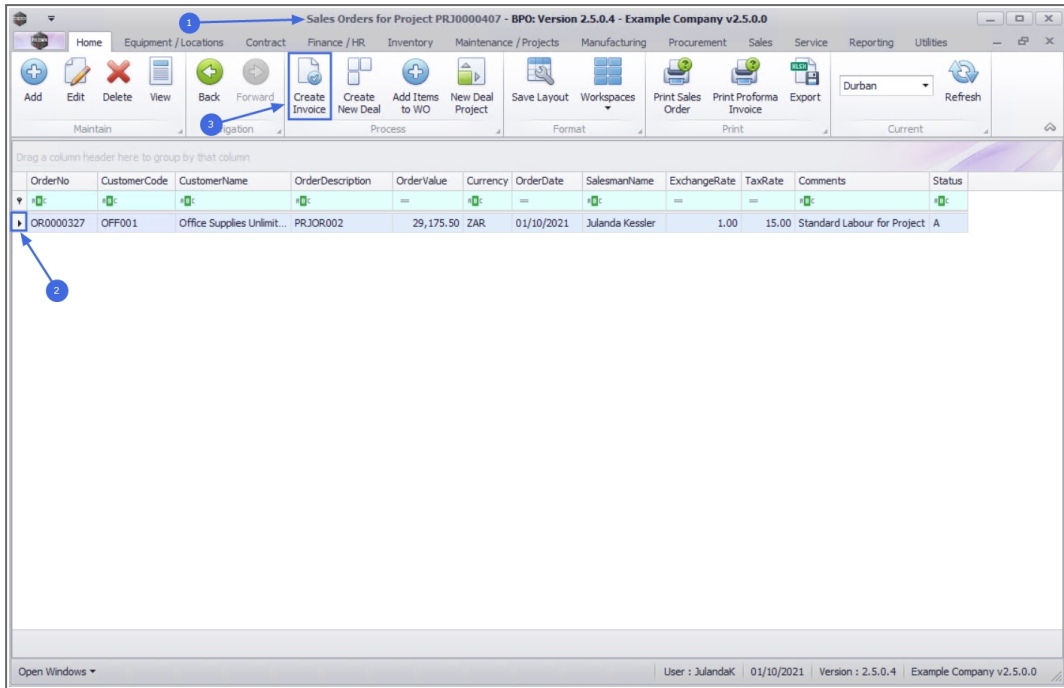 1
Sales Orders for Project PRJ0000407 - BPO: Version 2.5.0.4 - Example Company v2.5.0.0
Home Equipment / Locations Contract Finance / HR Inventory Maintenance / Projects Manufacturing Procurement Sales Service Reporting Utilities
Add Edit Delete View Back Forward Create Invoice Create New Deal Add Items to WO New Deal Project Save Layout Workspaces Print Sales Order Print Proforma Invoice XLSX Export Durban Refresh
3
Maintain Process Format Print Current
Drag a column header here to group by that column
OrderNo CustomerCode CustomerName OrderDescription OrderValue Currency OrderDate SalesmanName ExchangeRate TaxRate Comments Status
OR0000327 OFF001 Office Supplies Unlimit... PRJOR002 29,175.50 ZAR 01/10/2021 Julanda Kessler 1.00 15.00 Standard Labour for Project A
2
Open Windows User : JulandaK 01/10/2021 Version : 2.5.0.4 Example Company v2.5.0.0